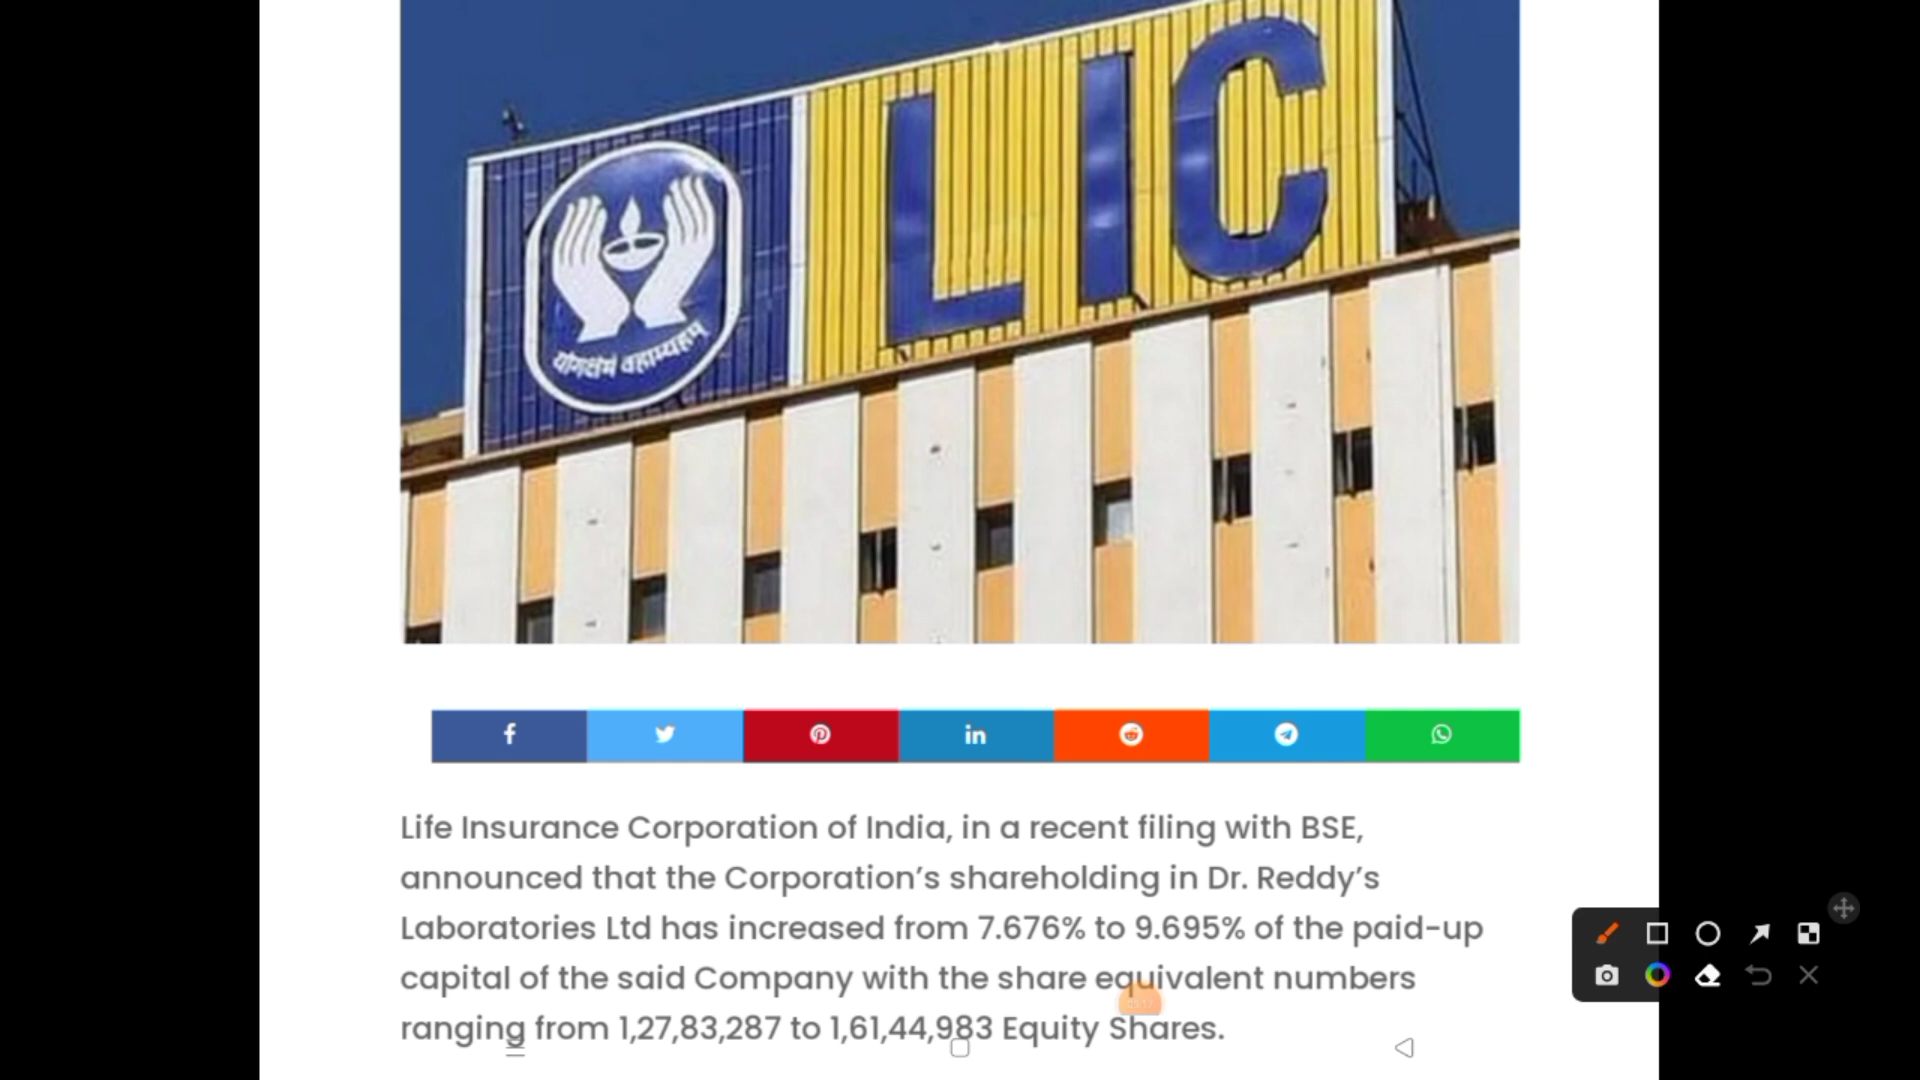 LIC
योगक्षेमं वहाम्यहम्
Life Insurance Corporation of India, in a recent filing with BSE,
announced that the Corporation’s shareholding in Dr. Reddy’s
Laboratories Ltd has increased from 7.676% to 9.695% of the paid-up
capital of the said Company with the share equivalent numbers
ranging from 1,27,83,287 to 1,61,44,983 Equity Shares.